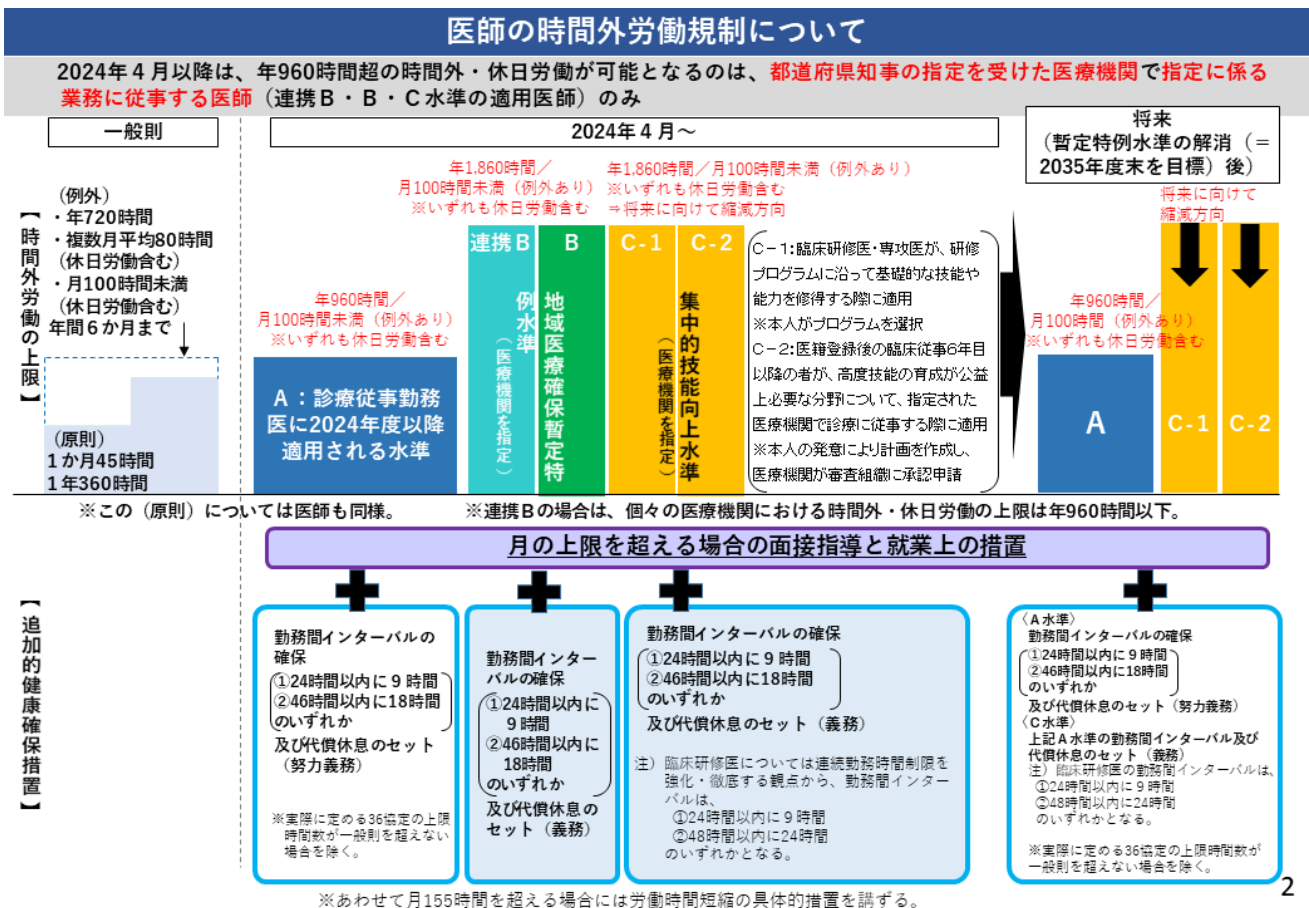 医師の時間外労働規制について
2024年4月以降は、年960時間超の時間外・休日労働が可能となるのは、都道府県知事の指定を受けた医療機関で指定に係る
業務に従事する医師（連携Ｂ・Ｂ・Ｃ水準の適用医師）のみ
一般則
2024年4月～
将来
（暫定特例水準の解消（＝
2035年度末を目標）後）
【時間外労働の上限】
（例外）
・年720時間
・複数月平均80時間
（休日労働含む）
・月100時間未満
（休日労働含む）
年間６か月まで
（原則）
１か月45時間
１年360時間
年960時間／
月100時間未満（例外あり）
※いずれも休日労働含む
Ａ：診療従事勤務
医に2024年度以降
適用される水準
年1,860時間／
月100時間未満（例外あり）
※いずれも休日労働含む
連携Ｂ
Ｂ
地域医療確保暫定特
例水準
（医療機関を指定）
年1,860時間／月100時間未満（例外あり）
※いずれも休日労働含む
⇒将来に向けて縮減方向
Ｃ-１
Ｃ-２
集中的技能向上水準
（医療機関を指定）
Ｃ－１：臨床研修医・専攻医が、研修
プログラムに沿って基礎的な技能や
能力を修得する際に適用
※本人がプログラムを選択
Ｃ－２：医籍登録後の臨床従事６年目
以降の者が、高度技能の育成が公益
上必要な分野について、指定された
医療機関で診療に従事する際に適用
※本人の発意により計画を作成し、
医療機関が審査組織に承認申請
年960時間／
月100時間（例外あり）
※いずれも休日労働含む
Ａ
将来に向けて
縮減方向
Ｃ-１
Ｃ-２
※この（原則）については医師も同様。
※連携Ｂの場合は、個々の医療機関における時間外・休日労働の上限は年960時間以下。
月の上限を超える場合の面接指導と就業上の措置
【追加的健康確保措置】
勤務間インターバルの
確保
①24時間以内に９時間
②46時間以内に18時間
のいずれか
及び代償休息のセット
（努力義務）
※実際に定める36協定の上限
時間数が一般則を超えない
場合を除く。
勤務間インター
バルの確保
①24時間以内に
９時間
②46時間以内に
18時間
のいずれか
及び代償休息の
セット（義務）
勤務間インターバルの確保
①24時間以内に９時間
②46時間以内に18時間
のいずれか
及び代償休息のセット（義務）
注）臨床研修医については連続勤務時間制限を
強化・徹底する観点から、勤務間インター
バルは、
①24時間以内に９時間
②48時間以内に24時間
のいずれかとなる。
〈Ａ水準〉
勤務間インターバルの確保
①24時間以内に９時間
②46時間以内に18時間
のいずれか
及び代償休息のセット（努力義務）
〈Ｃ水準〉
上記Ａ水準の勤務間インターバル及び
代償休息のセット（義務）
注）臨床研修医の勤務間インターバルは、
①24時間以内に９時間
②48時間以内に24時間
のいずれかとなる。
※実際に定める36協定の上限時間数が
一般則を超えない場合を除く。
※あわせて月155時間を超える場合には労働時間短縮の具体的措置を講ずる。
2